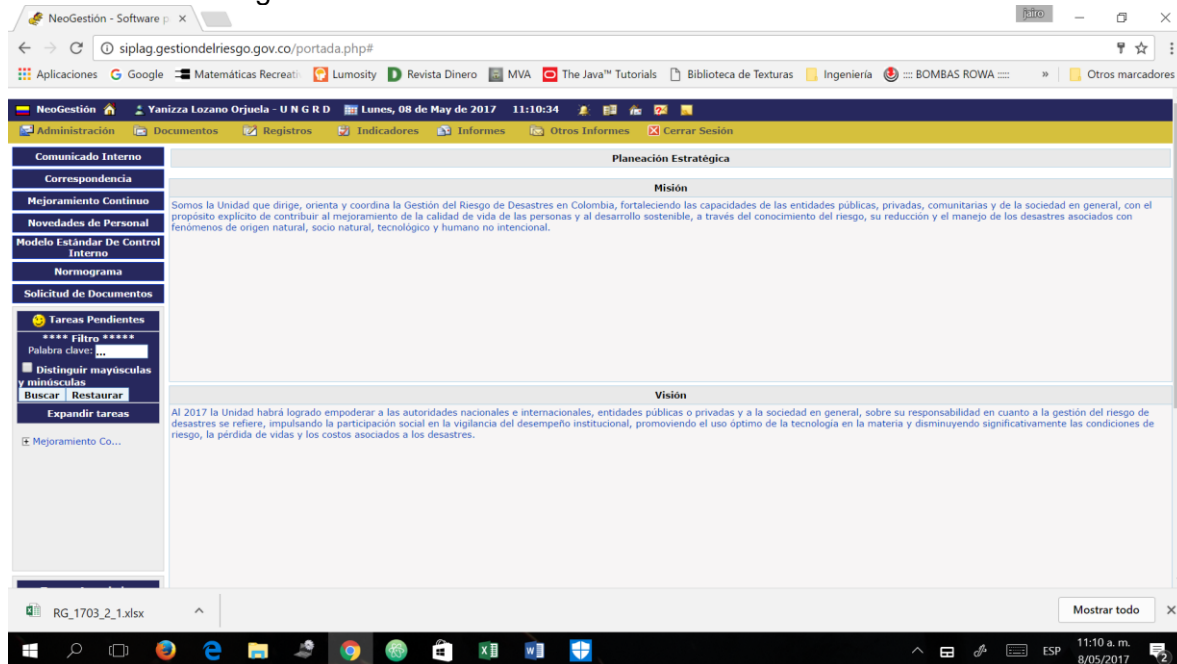 NeoGestión - Software p
jairo
siplag.gestiondelriesgo.gov.co/portada.php#
Aplicaciones Google Matemáticas Recreati Lumosity Revista Dinero MVA The Java™ Tutorials Biblioteca de Texturas Ingeniería :::: BOMBAS ROWA ::::: » Otros marcadores
NeoGestión Yanizza Lozano Orjuela - U N G R D Lunes, 08 de May de 2017 11:10:34
Administración Documentos Registros Indicadores Informes Otros Informes Cerrar Sesión
Comunicado Interno
Correspondencia
Mejoramiento Continuo
Novedades de Personal
Modelo Estándar De Control
Interno
Normograma
Solicitud de Documentos
Tareas Pendientes
**** Filtro *****
Palabra clave: ...
Distinguir mayúsculas
y minúsculas
Buscar Restaurar
Expandir tareas
Mejoramiento Co...
Planeación Estratégica
Misión
Somos la Unidad que dirige, orienta y coordina la Gestión del Riesgo de Desastres en Colombia, fortaleciendo las capacidades de las entidades públicas, privadas, comunitarias y de la sociedad en general, con el
propósito explícito de contribuir al mejoramiento de la calidad de vida de las personas y al desarrollo sostenible, a través del conocimiento del riesgo, su reducción y el manejo de los desastres asociados con
fenómenos de origen natural, socio natural, tecnológico y humano no intencional.
Visión
Al 2017 la Unidad habrá logrado empoderar a las autoridades nacionales e internacionales, entidades públicas o privadas y a la sociedad en general, sobre su responsabilidad en cuanto a la gestión del riesgo de
desastres se refiere, impulsando la participación social en la vigilancia del desempeño institucional, promoviendo el uso óptimo de la tecnología en la materia y disminuyendo significativamente las condiciones de
riesgo, la pérdida de vidas y los costos asociados a los desastres.
RG_1703_2_1.xlsx
Mostrar todo
ESP
11:10 a. m.
8/05/2017
2